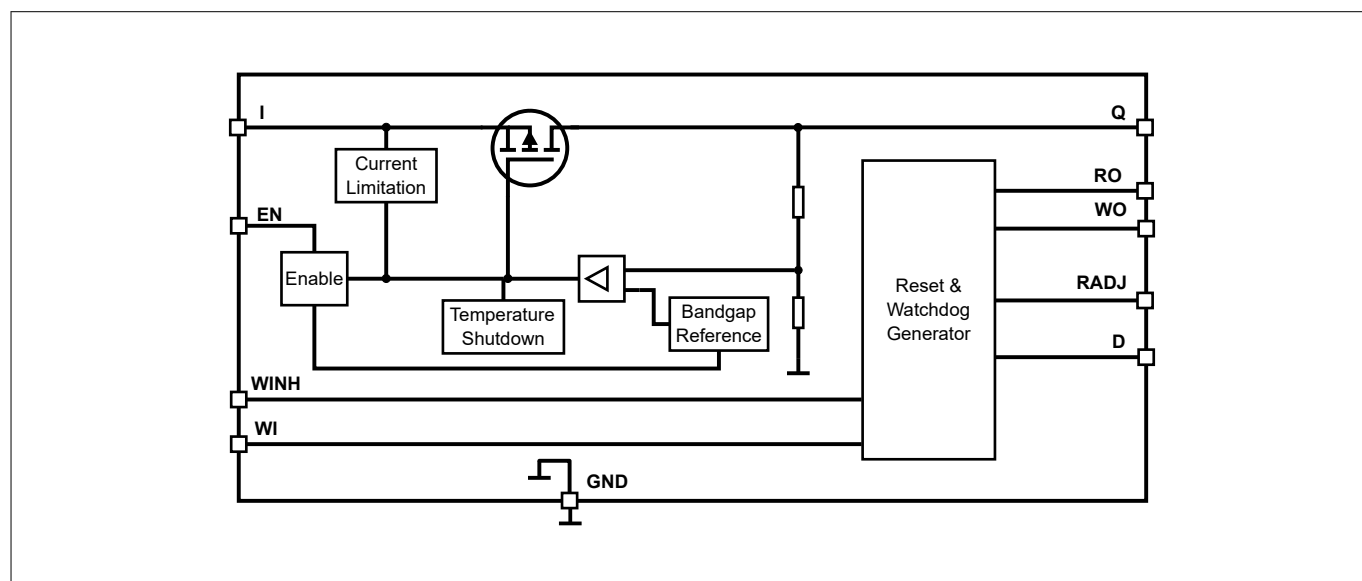 I
Q
Current
Limitation
RO
EN
WO
Enable
Reset &
Watchdog
Generator
RADJ
Temperature
Shutdown
Bandgap
Reference
D
WINH
WI
GND